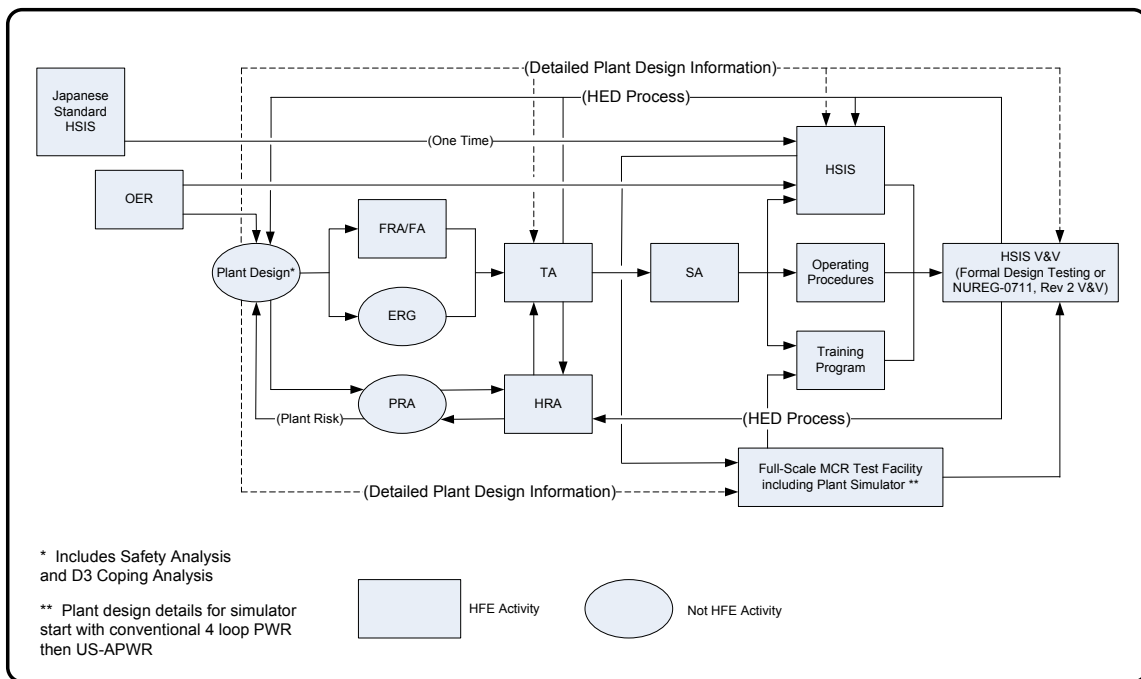 (Detailed Plant Design Information)
Japanese
Standard
HSIS
(HED Process)
(One Time)
HSIS
OER
FRA/FA
Plant Design*
TA
SA
Operating
Procedures
HSIS V&V
(Formal Design Testing or
NUREG-0711, Rev 2 V&V)
ERG
Training
Program
PRA
HRA
(Plant Risk)
(HED Process)
Full-Scale MCR Test Facility
including Plant Simulator **
(Detailed Plant Design Information)
* Includes Safety Analysis
and D3 Coping Analysis
** Plant design details for simulator
start with conventional 4 loop PWR
then US-APWR
HFE Activity
Not HFE Activity